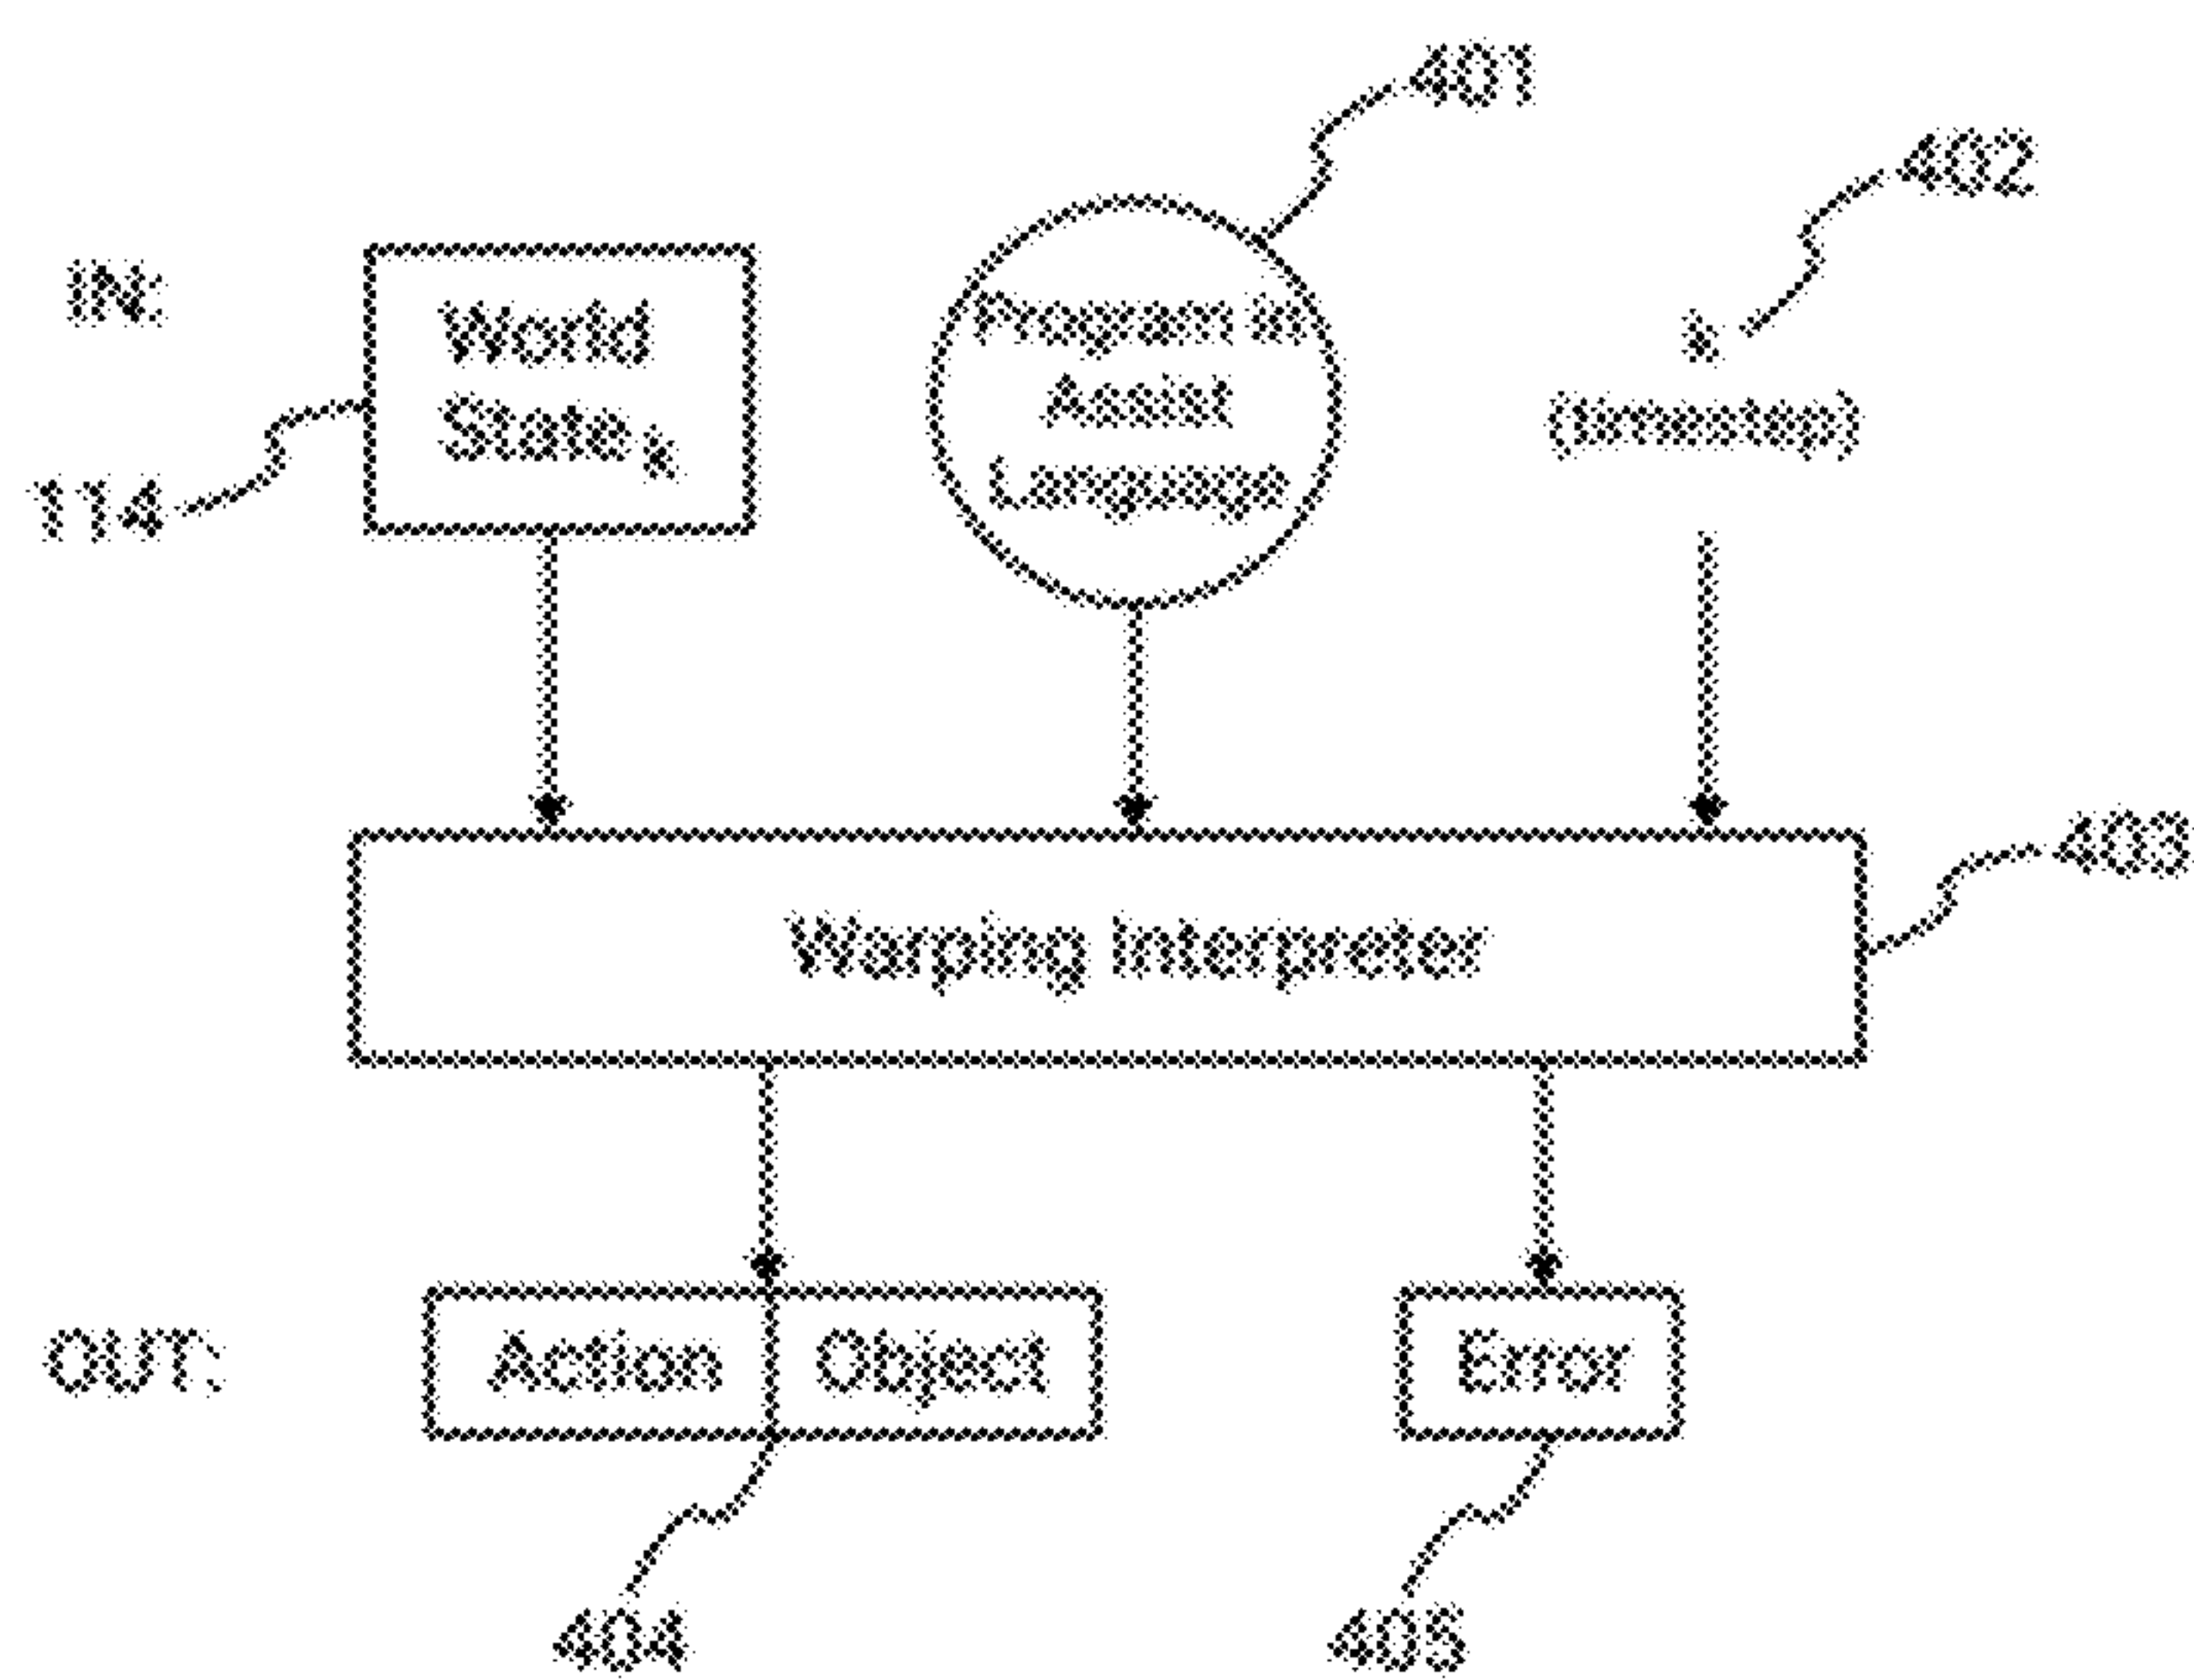 401
402
IN:
World
State k
Program in
Assist
Language
k
(timestep)
114
403
Warping Interpreter
OUT:
Action
Object
Error
404
405